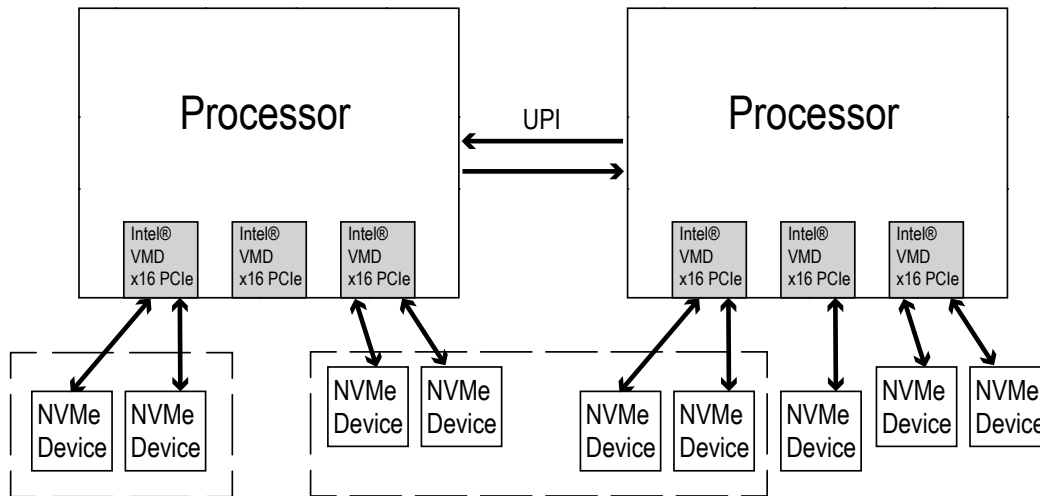 Processor
UPI
Processor
Intel®
VMD
x16 PCIe
Intel®
VMD
x16 PCIe
Intel®
VMD
x16 PCIe
Intel®
VMD
x16 PCIe
Intel®
VMD
x16 PCIe
Intel®
VMD
x16 PCIe
NVMe
Device
NVMe
Device
NVMe
Device
NVMe
Device
NVMe
Device
NVMe
Device
NVMe
Device
NVMe
Device
NVMe
Device